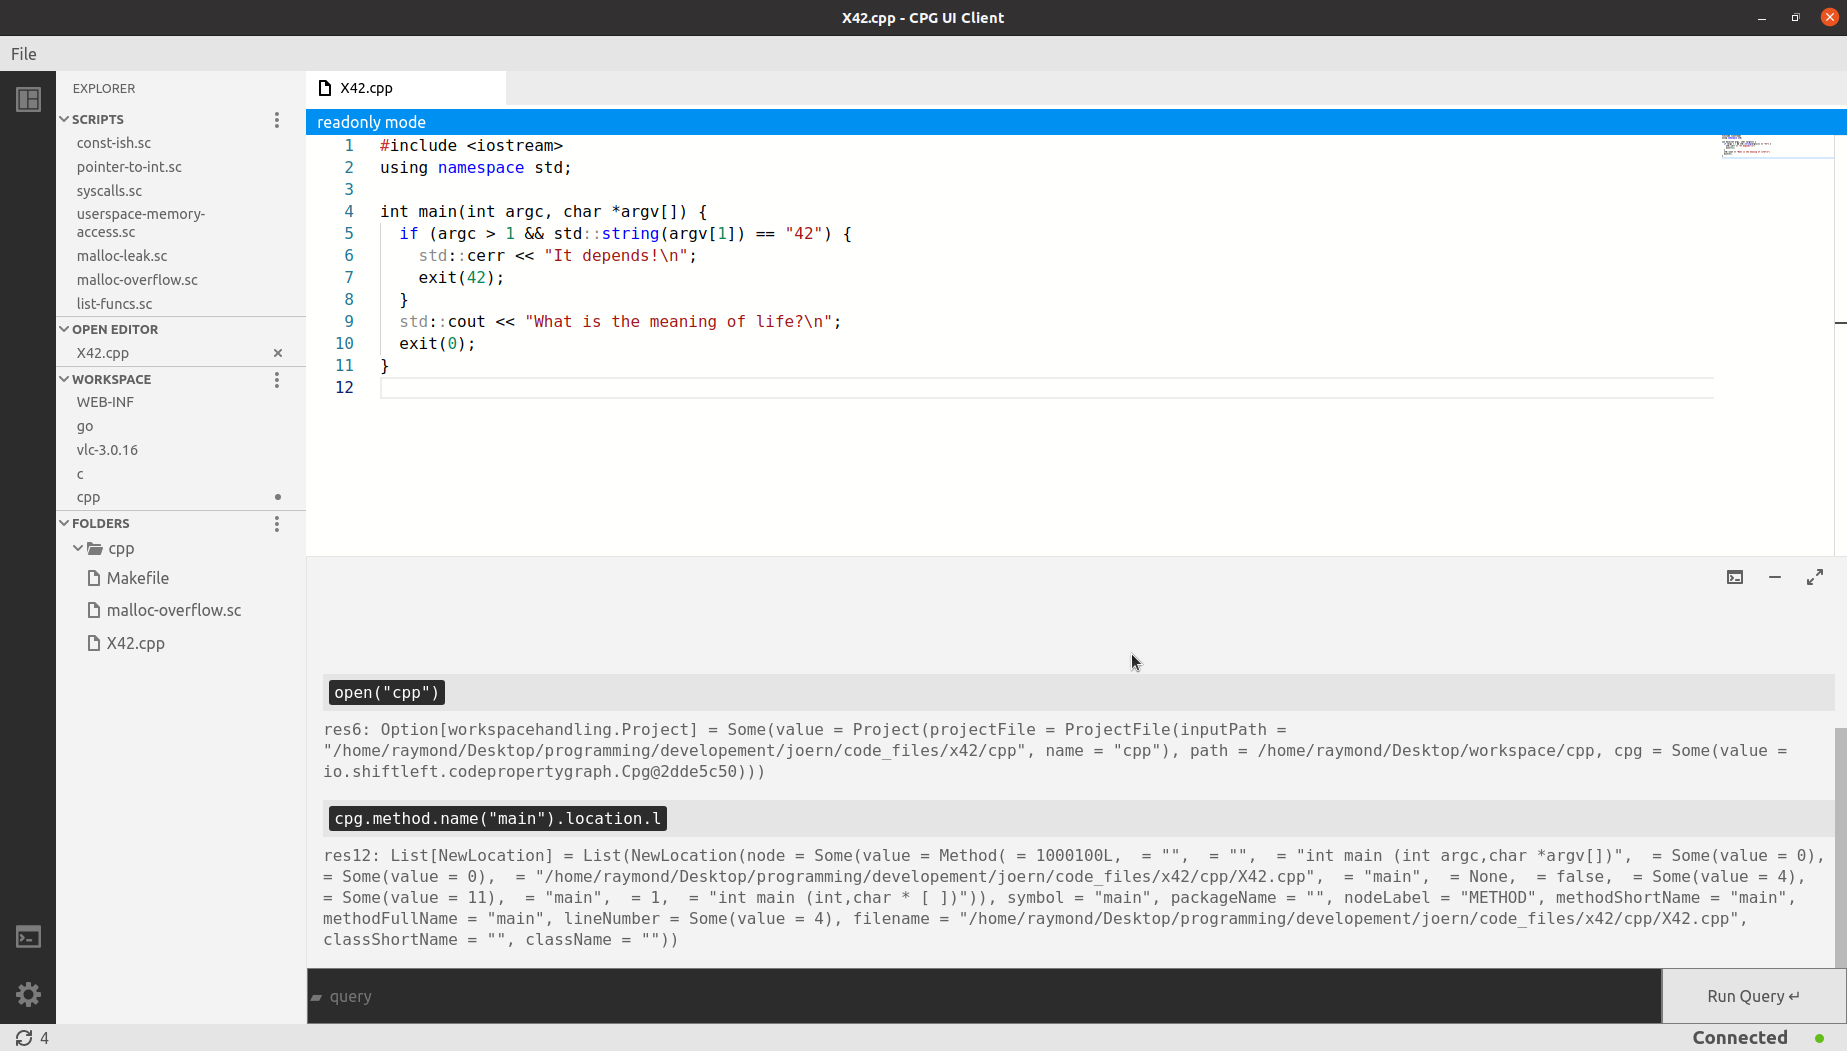 X42.cpp - CPG UI Client
File
EXPLORER
SCRIPTS
const-ish.sc
pointer-to-int.sc
syscalls.sc
userspace-memory-
access.sc
malloc-leak.sc
malloc-overflow.sc
list-funcs.sc
OPEN EDITOR
X42.cpp
WORKSPACE
WEB-INF
go
vlc-3.0.16
c
cpp
FOLDERS
cpp
Makefile
malloc-overflow.sc
X42.cpp
X42.cpp
readonly mode
1 #include <iostream>
2 using namespace std;
3
4 int main(int argc, char *argv[]) {
5   if (argc > 1 && std::string(argv[1]) == "42") {
6     std::cerr << "It depends!\n";
7     exit(42);
8   }
9   std::cout << "What is the meaning of life?\n";
10   exit(0);
11 }
12
open("cpp")
res6: Option[workspacehandling.Project] = Some(value = Project(projectFile = ProjectFile(inputPath =
"/home/raymond/Desktop/programming/developement/joern/code_files/x42/cpp", name = "cpp"), path = /home/raymond/Desktop/workspace/cpp, cpg = Some(value =
io.shiftleft.codepropertygraph.Cpg@2dde5c50)))
cpg.method.name("main").location.l
res12: List[NewLocation] = List(NewLocation(node = Some(value = Method( = 1000100L,  = "",  = "",  = "int main (int argc,char *argv[])",  = Some(value = 0),
= Some(value = 0),  = "/home/raymond/Desktop/programming/developement/joern/code_files/x42/cpp/X42.cpp",  = "main",  = None,  = false,  = Some(value = 4),
= Some(value = 11),  = "main",  = 1,  = "int main (int,char * [ ])")), symbol = "main", packageName = "", nodeLabel = "METHOD", methodShortName = "main",
methodFullName = "main", lineNumber = Some(value = 4), filename = "/home/raymond/Desktop/programming/developement/joern/code_files/x42/cpp/X42.cpp",
classShortName = "", className = ""))
query
Run Query ↵
4
Connected